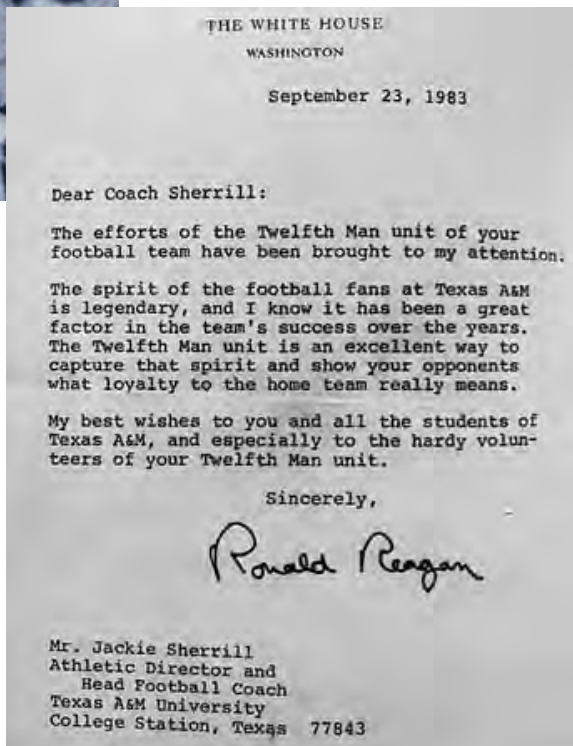 THE WHITE HOUSE
WASHINGTON
September 23, 1983
Dear Coach Sherrill:
The efforts of the Twelfth Man unit of your
football team have been brought to my attention.
The spirit of the football fans at Texas A&M
is legendary, and I know it has been a great
factor in the team's success over the years.
The Twelfth Man unit is an excellent way to
capture that spirit and show your opponents
what loyalty to the home team really means.
My best wishes to you and all the students of
Texas A&M, and especially to the hardy volun-
teers of your Twelfth Man unit.
Sincerely,
Ronald Reagan
Mr. Jackie Sherrill
Athletic Director and
Head Football Coach
Texas A&M University
College Station, Texas 77843